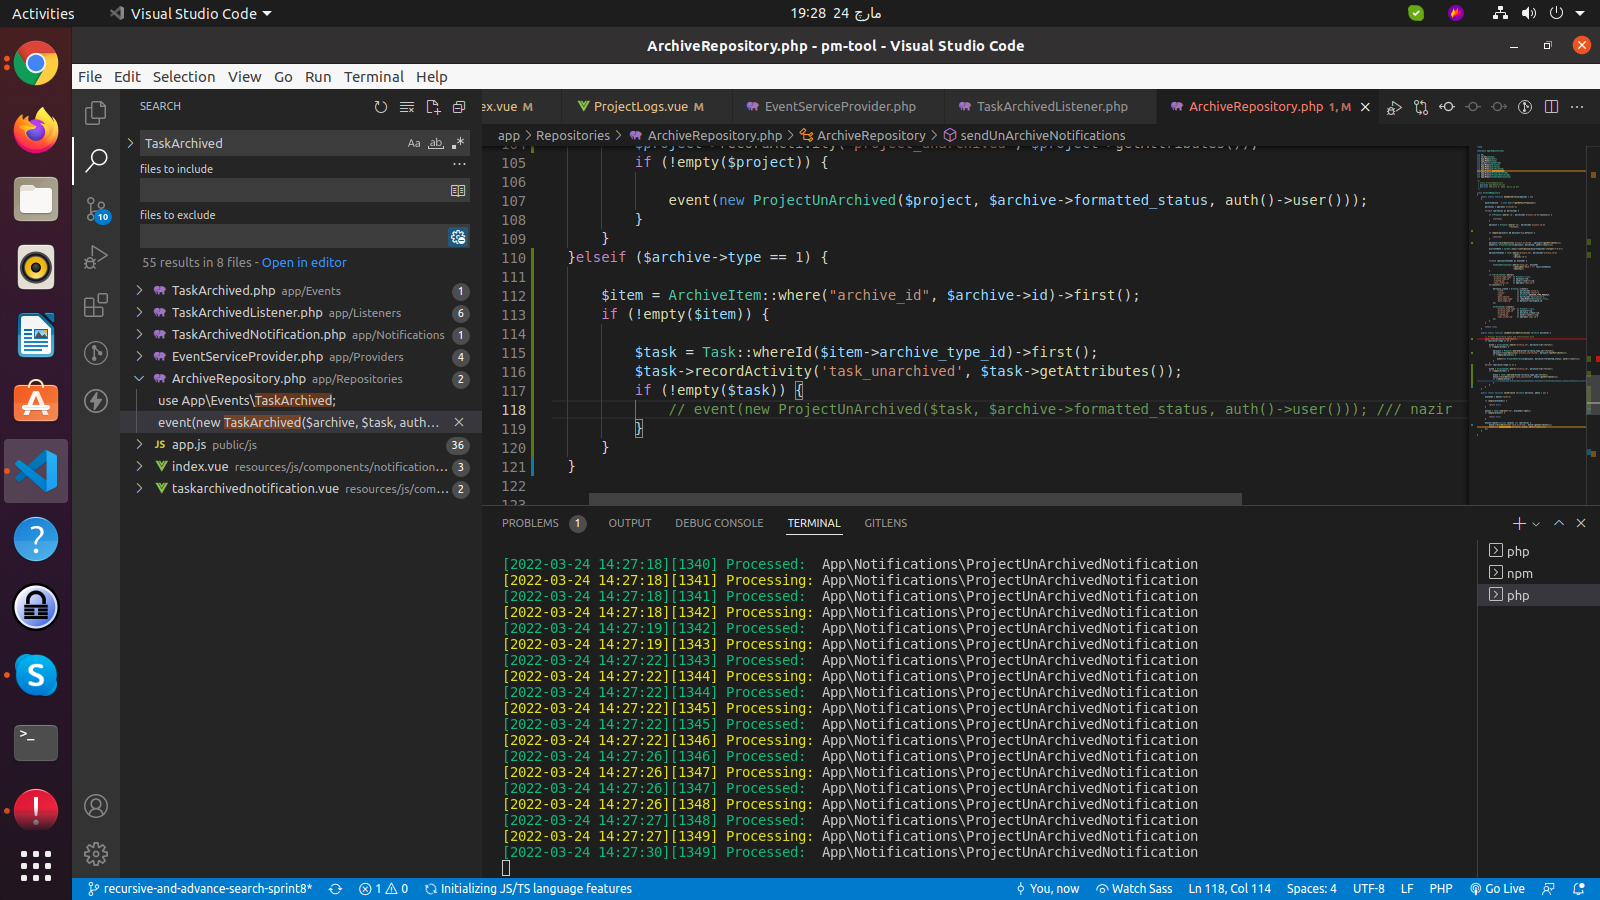 Activities
Visual Studio Code
19:28 24 مارچ
ArchiveRepository.php - pm-tool - Visual Studio Code
File Edit Selection View Go Run Terminal Help
SEARCH
TaskArchived
Aa ab .*
files to include
files to exclude
55 results in 8 files - Open in editor
TaskArchived.php app/Events 1
TaskArchivedListener.php app/Listeners 6
TaskArchivedNotification.php app/Notifications 1
EventServiceProvider.php app/Providers 4
ArchiveRepository.php app/Repositories 2
use App\Events\TaskArchived;
event(new TaskArchived($archive, $task, auth...
JS app.js public/js 36
index.vue resources/js/components/notification... 3
taskarchivednotification.vue resources/js/com... 2
10
ex.vue M
ProjectLogs.vue M
EventServiceProvider.php
TaskArchivedListener.php
ArchiveRepository.php 1, M
app > Repositories > ArchiveRepository.php > ArchiveRepository > sendUnArchiveNotifications
104 $project->recordActivity('project_unarchived', $project->getAttributes());
105 if (!empty($project)) {
106
107 event(new ProjectUnArchived($project, $archive->formatted_status, auth()->user()));
108 }
109 }
110 }elseif ($archive->type == 1) {
111
112 $item = ArchiveItem::where("archive_id", $archive->id)->first();
113 if (!empty($item)) {
114
115 $task = Task::whereId($item->archive_type_id)->first();
116 $task->recordActivity('task_unarchived', $task->getAttributes());
117 if (!empty($task)) {
118 // event(new ProjectUnArchived($task, $archive->formatted_status, auth()->user())); /// nazir
119 }
120 }
121 }
122
123
PROBLEMS 1 OUTPUT DEBUG CONSOLE TERMINAL GITLENS
[2022-03-24 14:27:18][1340] Processed: App\Notifications\ProjectUnArchivedNotification
[2022-03-24 14:27:18][1341] Processing: App\Notifications\ProjectUnArchivedNotification
[2022-03-24 14:27:18][1341] Processed: App\Notifications\ProjectUnArchivedNotification
[2022-03-24 14:27:18][1342] Processing: App\Notifications\ProjectUnArchivedNotification
[2022-03-24 14:27:19][1342] Processed: App\Notifications\ProjectUnArchivedNotification
[2022-03-24 14:27:19][1343] Processing: App\Notifications\ProjectUnArchivedNotification
[2022-03-24 14:27:22][1343] Processed: App\Notifications\ProjectUnArchivedNotification
[2022-03-24 14:27:22][1344] Processing: App\Notifications\ProjectUnArchivedNotification
[2022-03-24 14:27:22][1344] Processed: App\Notifications\ProjectUnArchivedNotification
[2022-03-24 14:27:22][1345] Processing: App\Notifications\ProjectUnArchivedNotification
[2022-03-24 14:27:22][1345] Processed: App\Notifications\ProjectUnArchivedNotification
[2022-03-24 14:27:22][1346] Processing: App\Notifications\ProjectUnArchivedNotification
[2022-03-24 14:27:26][1346] Processed: App\Notifications\ProjectUnArchivedNotification
[2022-03-24 14:27:26][1347] Processing: App\Notifications\ProjectUnArchivedNotification
[2022-03-24 14:27:26][1347] Processed: App\Notifications\ProjectUnArchivedNotification
[2022-03-24 14:27:26][1348] Processing: App\Notifications\ProjectUnArchivedNotification
[2022-03-24 14:27:27][1348] Processed: App\Notifications\ProjectUnArchivedNotification
[2022-03-24 14:27:27][1349] Processing: App\Notifications\ProjectUnArchivedNotification
[2022-03-24 14:27:30][1349] Processed: App\Notifications\ProjectUnArchivedNotification
php
npm
php
recursive-and-advance-search-sprint8* 1 0 Initializing JS/TS language features
You, now Watch Sass Ln 118, Col 114 Spaces: 4 UTF-8 LF PHP Go Live